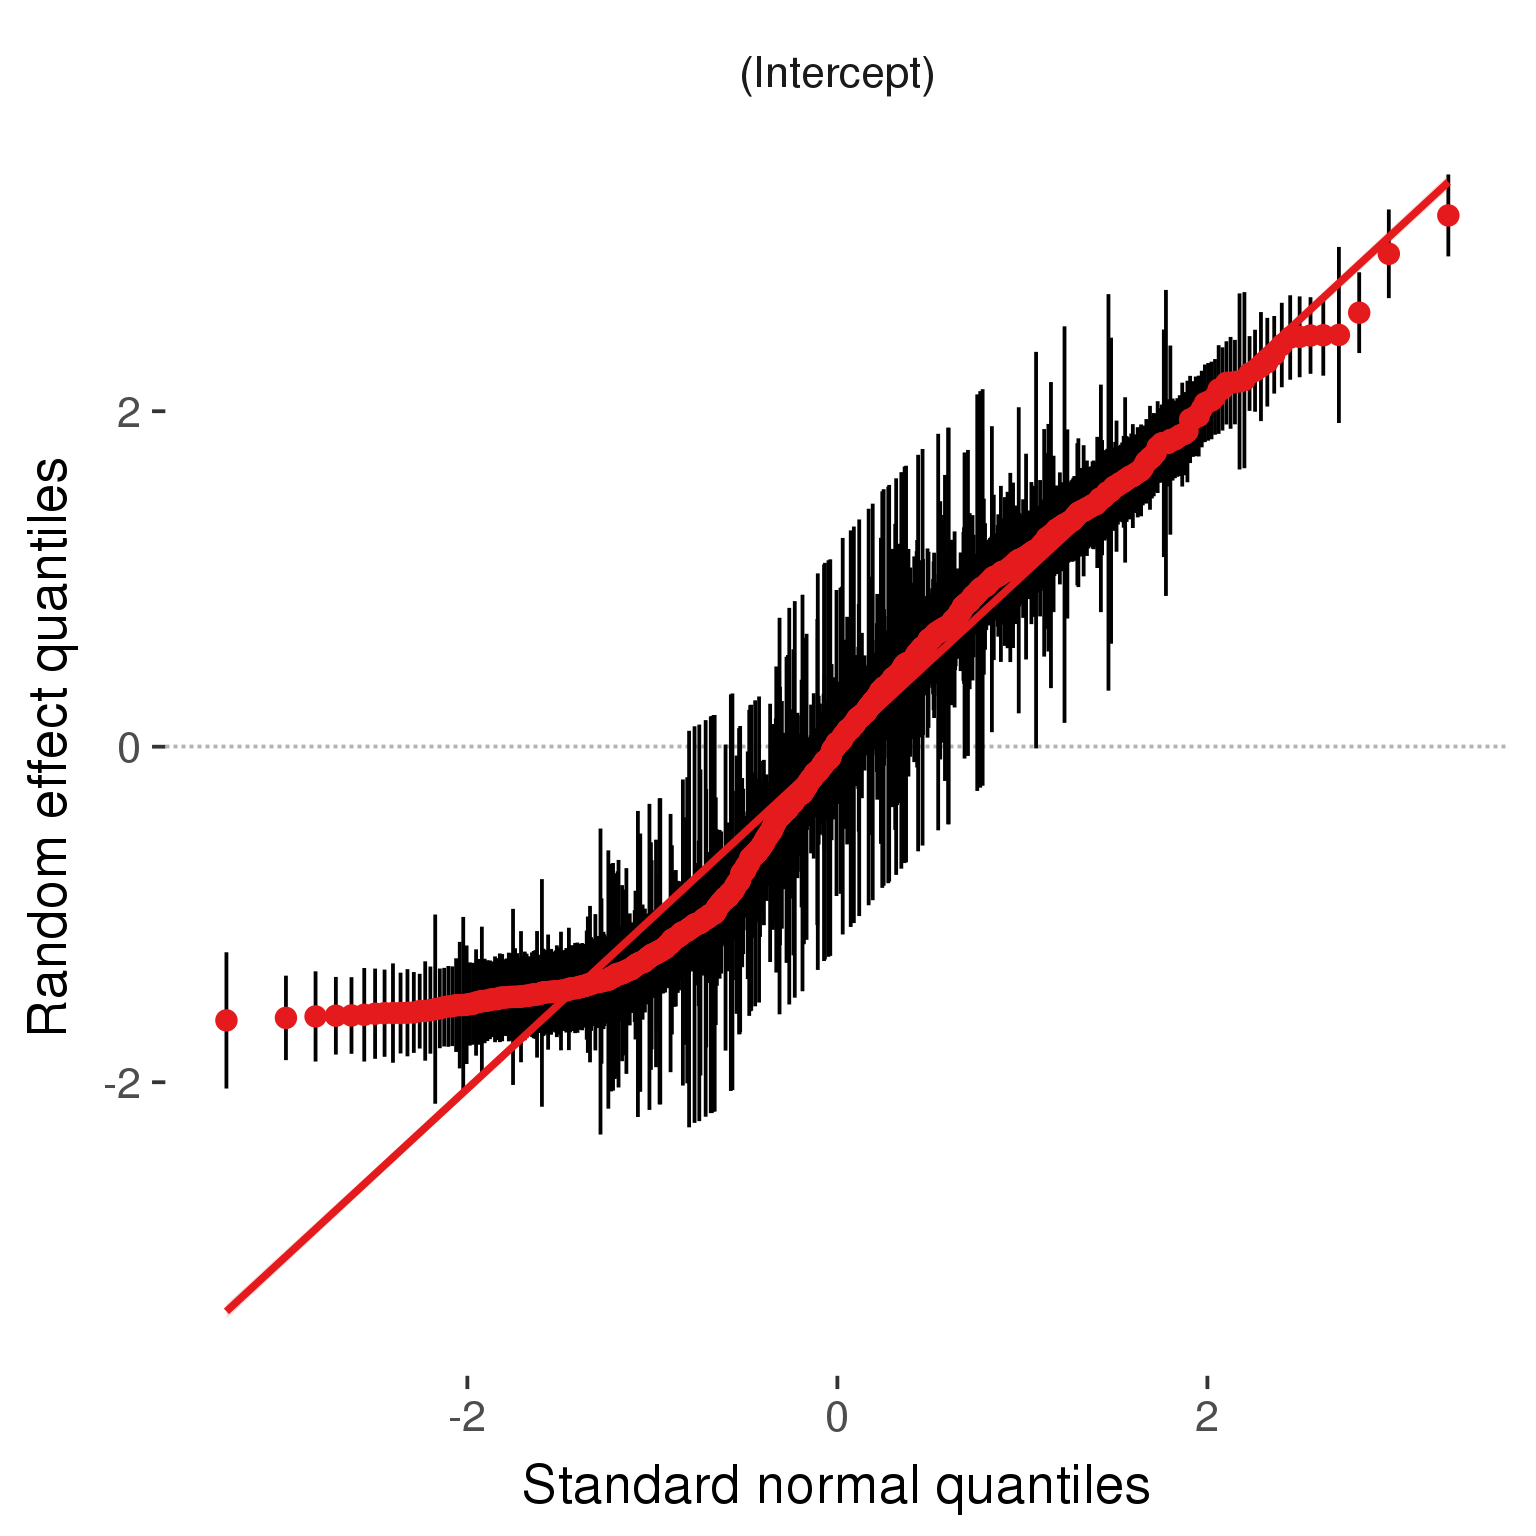 (Intercept)
Random effect quantiles
2
0
-2
-2
0
2
Standard normal quantiles